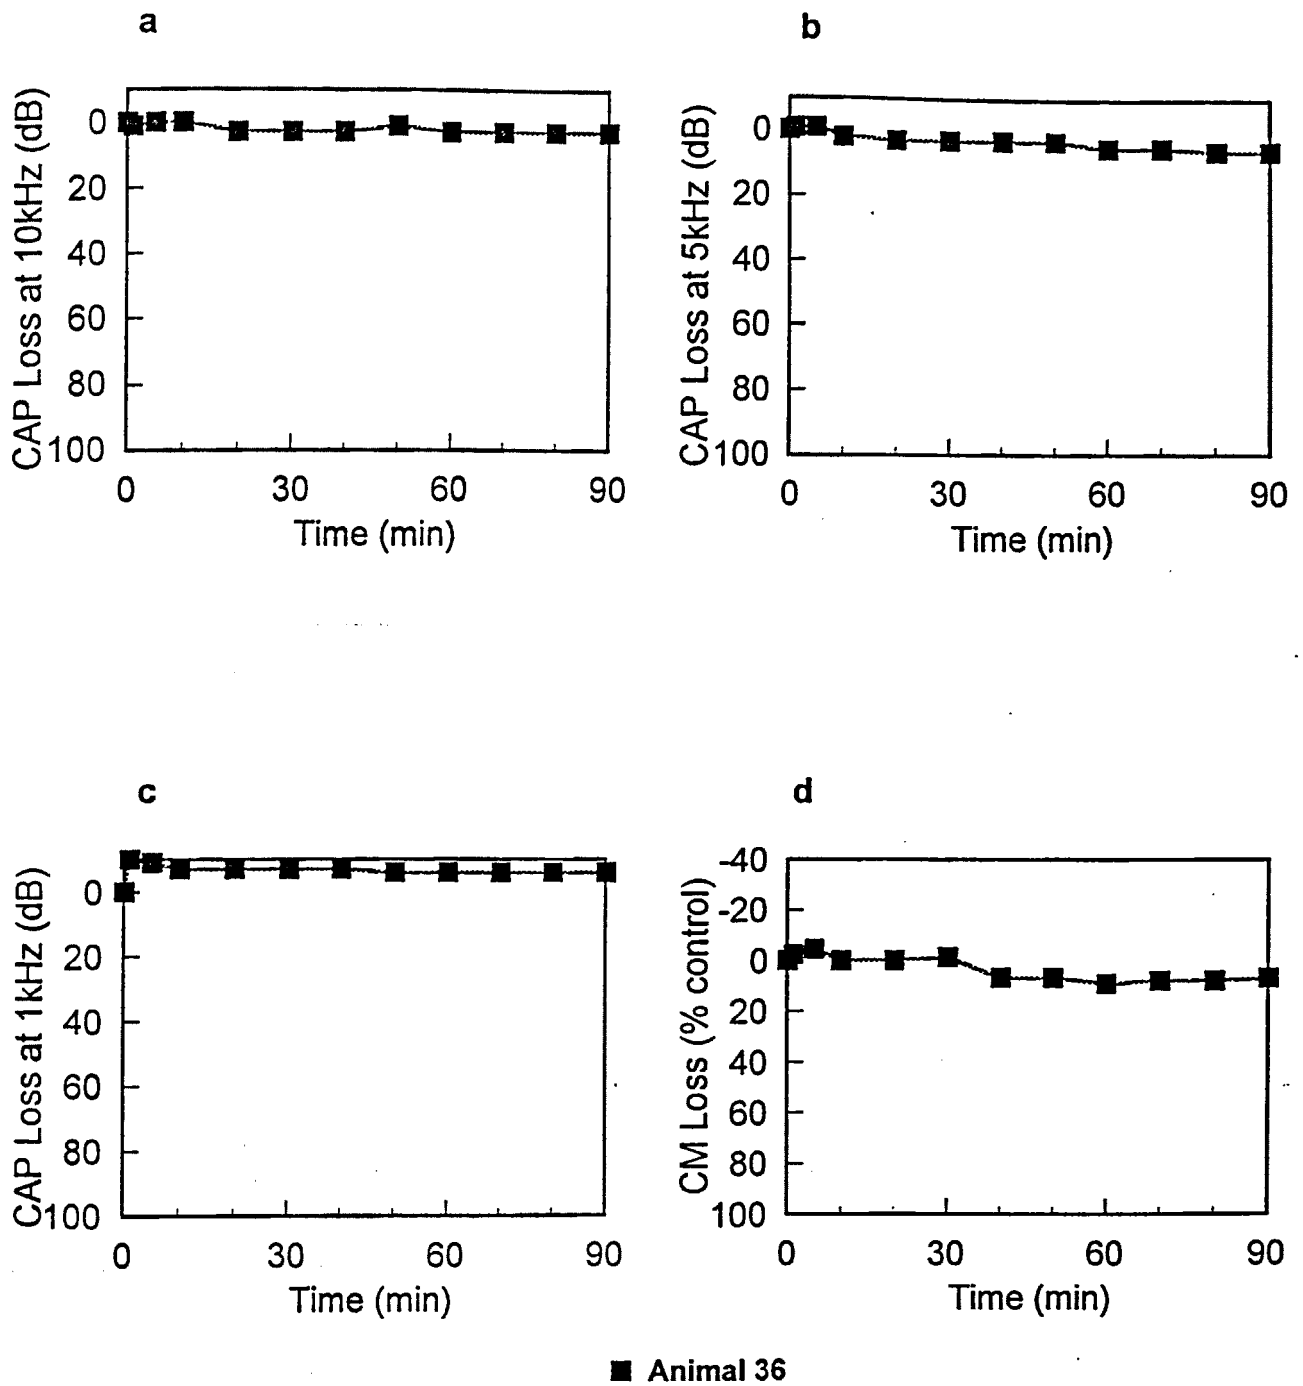 a
CAP Loss at 10kHz (dB)
0
20
40
60
80
100
0 30 60 90
Time (min)
b
CAP Loss at 5kHz (dB)
0
20
40
60
80
100
0 30 60 90
Time (min)
c
CAP Loss at 1kHz (dB)
0
20
40
60
80
100
0 30 60 90
Time (min)
d
CM Loss (% control)
-40
-20
0
20
40
60
80
100
0 30 60 90
Time (min)
Animal 36